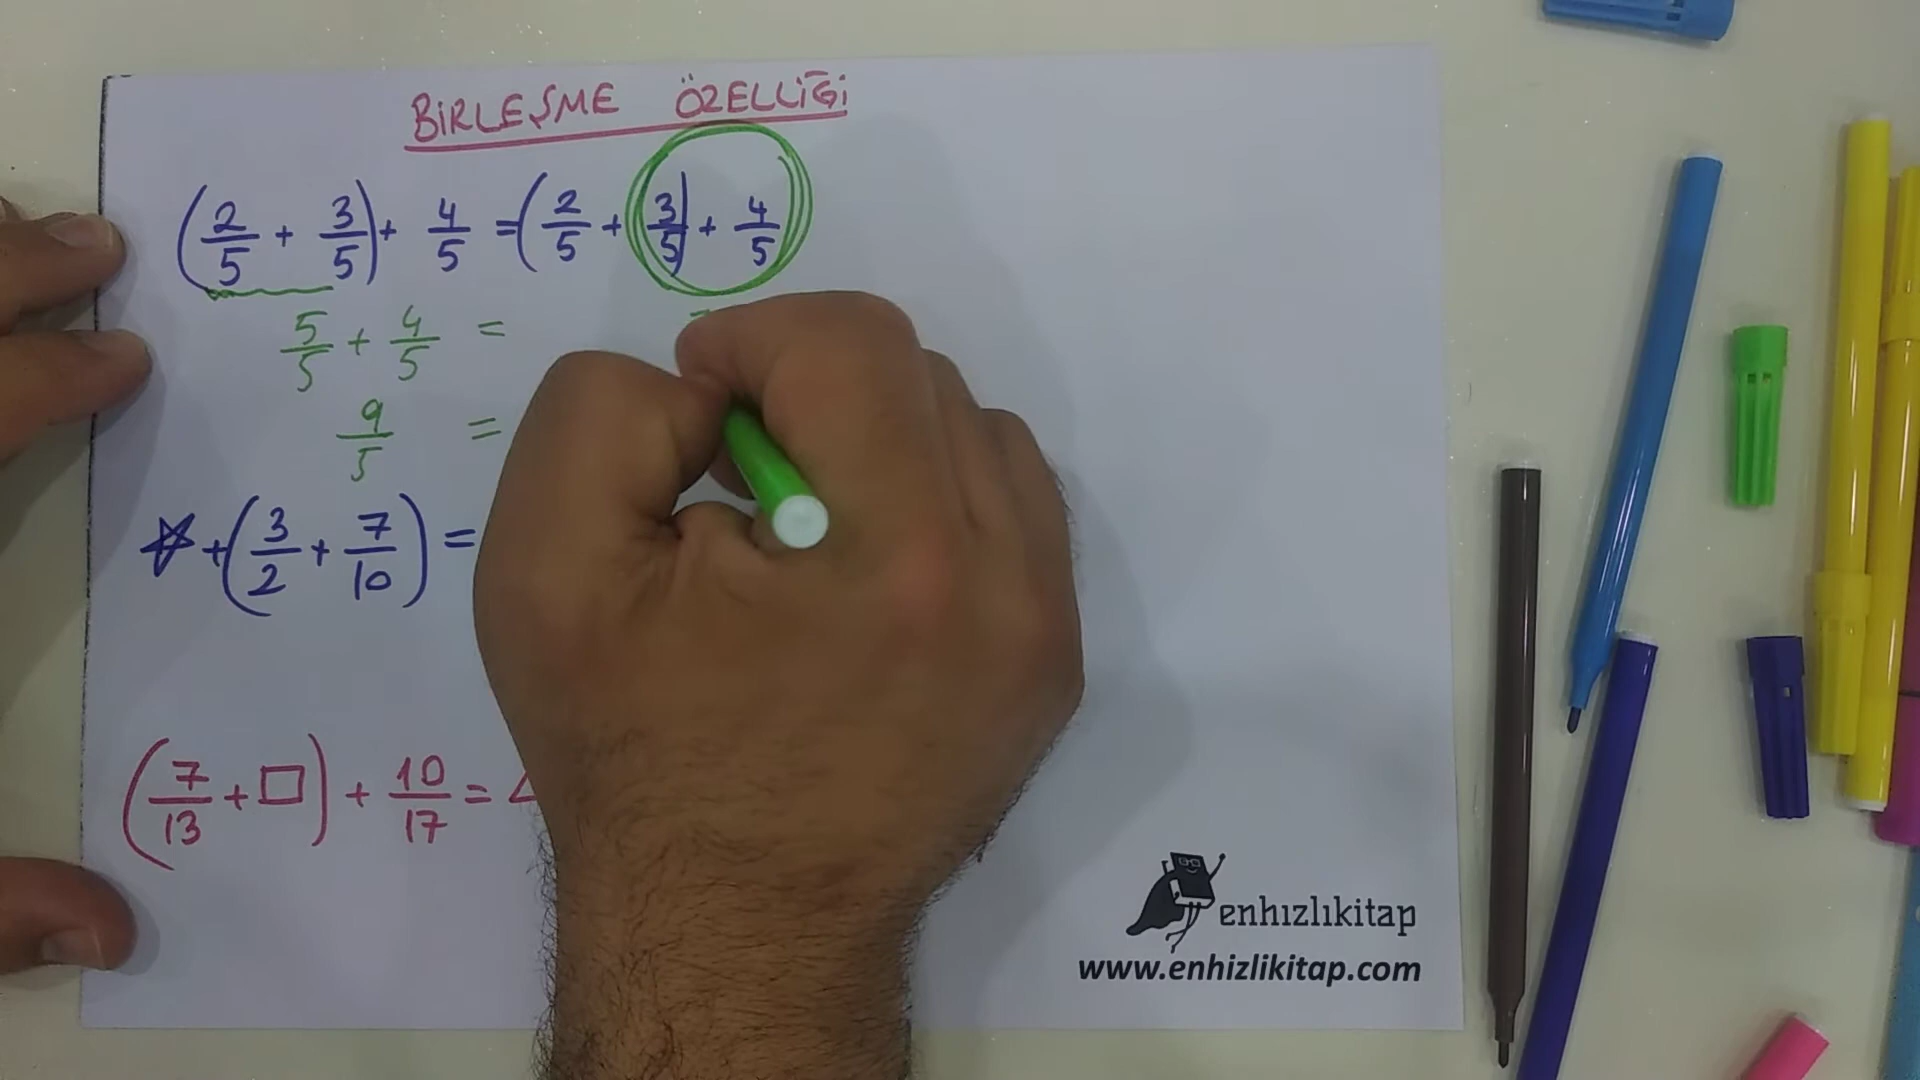 BİRLEŞME ÖZELLİĞİ
(2/5 + 3/5) + 4/5 = (2/5 + 3/5) + 4/5
5/5 + 4/5 =
9/5 =
☆ + (3/2 + 7/10) =
(7/13 + □) + 10/17 =
enhızlıkitap
www.enhizlikitap.com